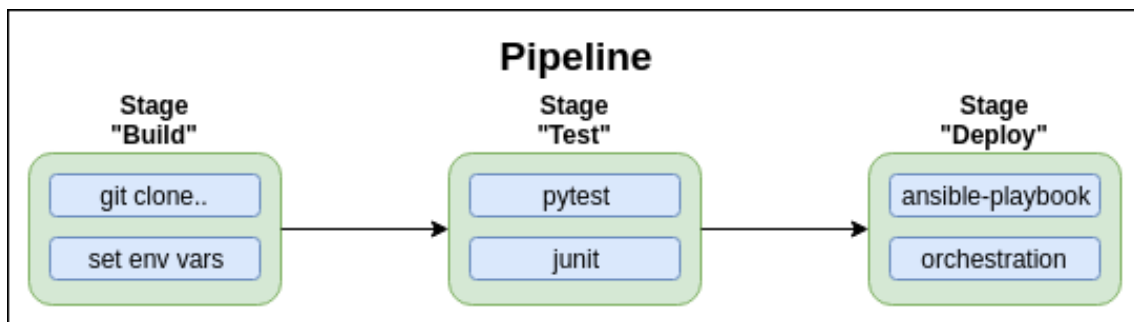 Pipeline
Stage
"Build"
git clone..
set env vars
Stage
"Test"
pytest
junit
Stage
"Deploy"
ansible-playbook
orchestration